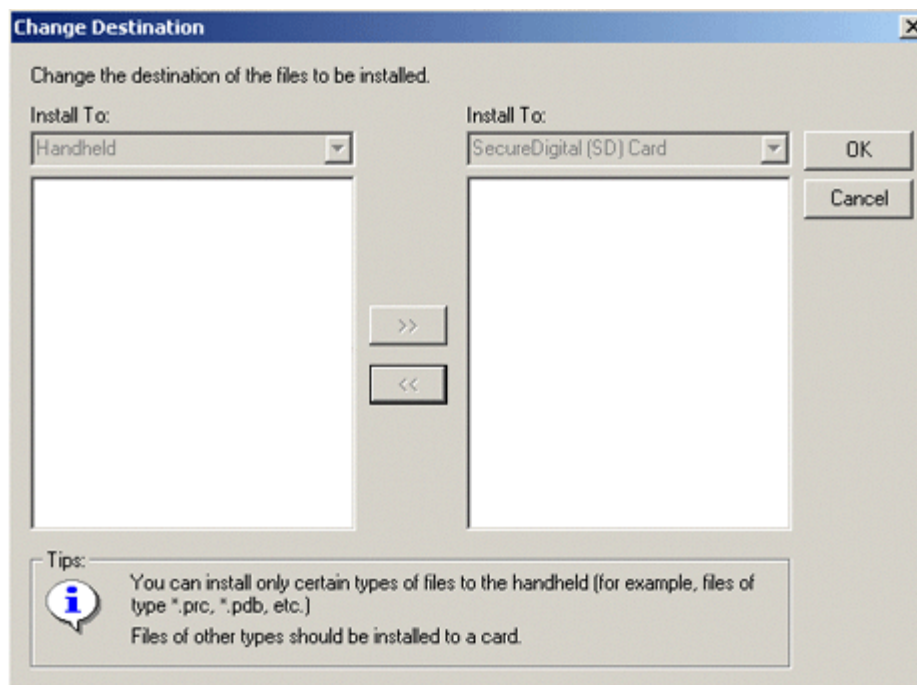 Change Destination
Change the destination of the files to be installed.
Install To:
Install To:
Handheld
SecureDigital (SD) Card
OK
Cancel
>>
<<
Tips:
You can install only certain types of files to the handheld (for example, files of
type *.prc, *.pdb, etc.)
Files of other types should be installed to a card.